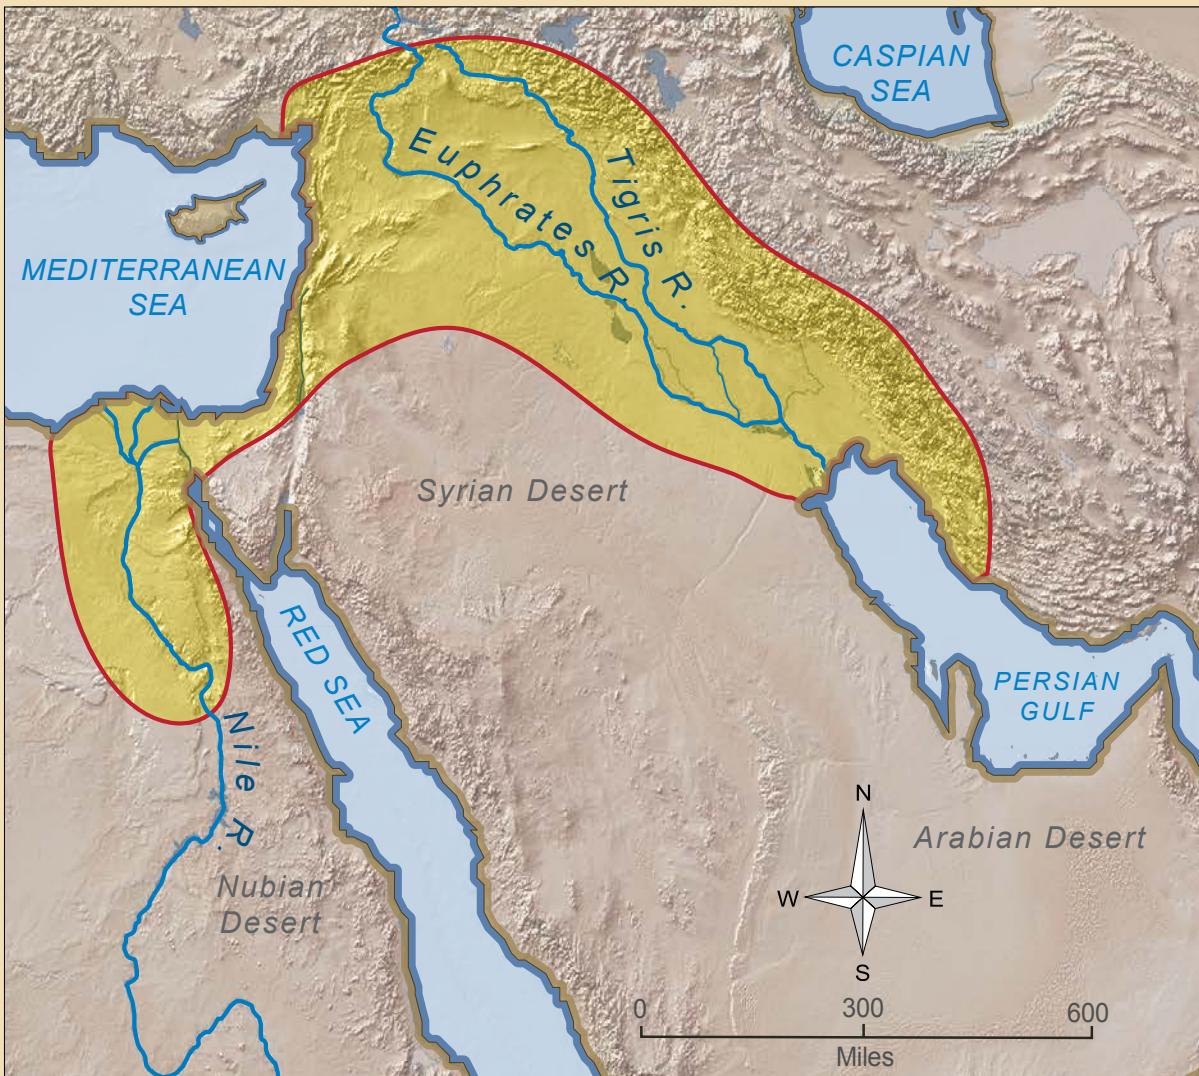 CASPIAN
SEA
Euphrates R.
Tigris R.
MEDITERRANEAN
SEA
Syrian Desert
RED SEA
PERSIAN
GULF
Nile R.
N
W
E
S
Arabian Desert
Nubian
Desert
0 300 600
Miles